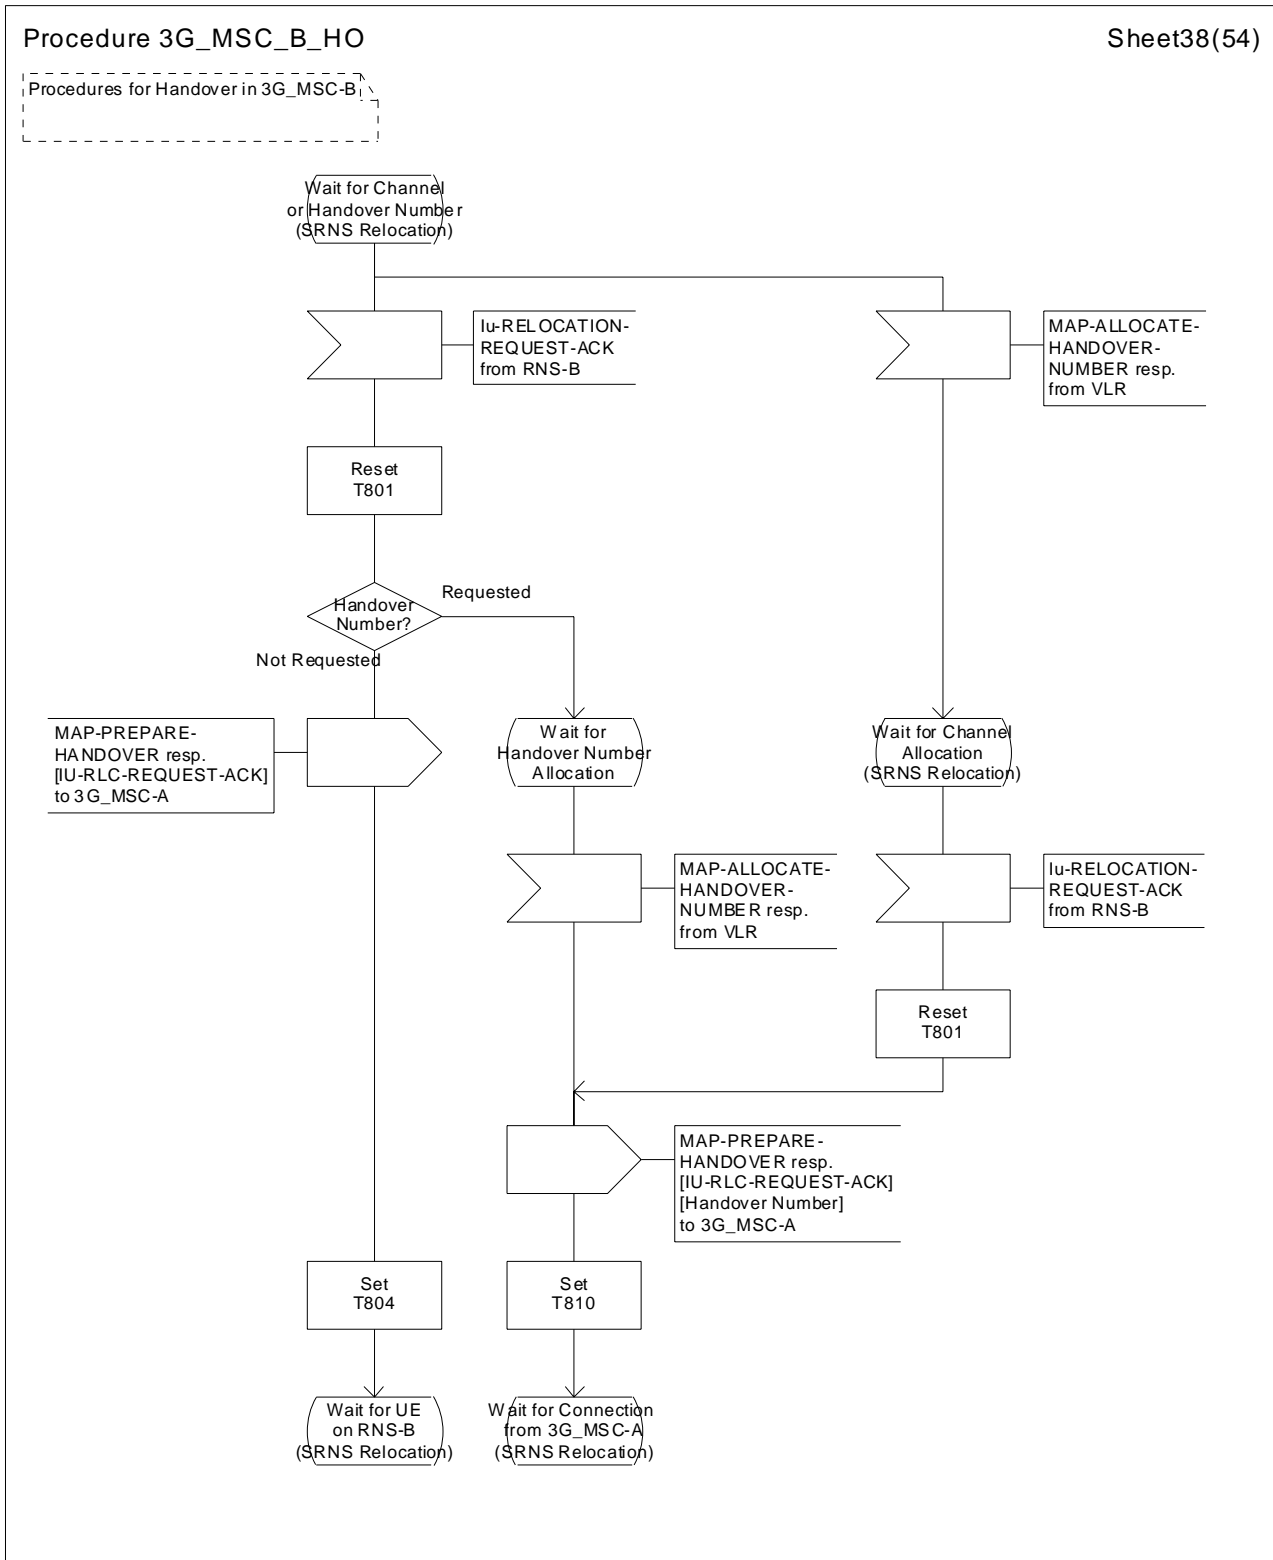 Procedure 3G_MSC_B_HO
Sheet38(54)
Procedures for Handover in 3G_MSC-B
Wait for Channel
or Handover Number
(SRNS Relocation)
Iu-RELOCATION-
REQUEST-ACK
from RNS-B
MAP-ALLOCATE-
HANDOVER-
NUMBER resp.
from VLR
Reset
T801
Handover
Number?
Requested
Not Requested
MAP-PREPARE-
HANDOVER resp.
[IU-RLC-REQUEST-ACK]
to 3G_MSC-A
Wait for
Handover Number
Allocation
Wait for Channel
Allocation
(SRNS Relocation)
MAP-ALLOCATE-
HANDOVER-
NUMBER resp.
from VLR
Iu-RELOCATION-
REQUEST-ACK
from RNS-B
Reset
T801
MAP-PREPARE-
HANDOVER resp.
[IU-RLC-REQUEST-ACK]
[Handover Number]
to 3G_MSC-A
Set
T804
Set
T810
Wait for UE
on RNS-B
(SRNS Relocation)
Wait for Connection
from 3G_MSC-A
(SRNS Relocation)